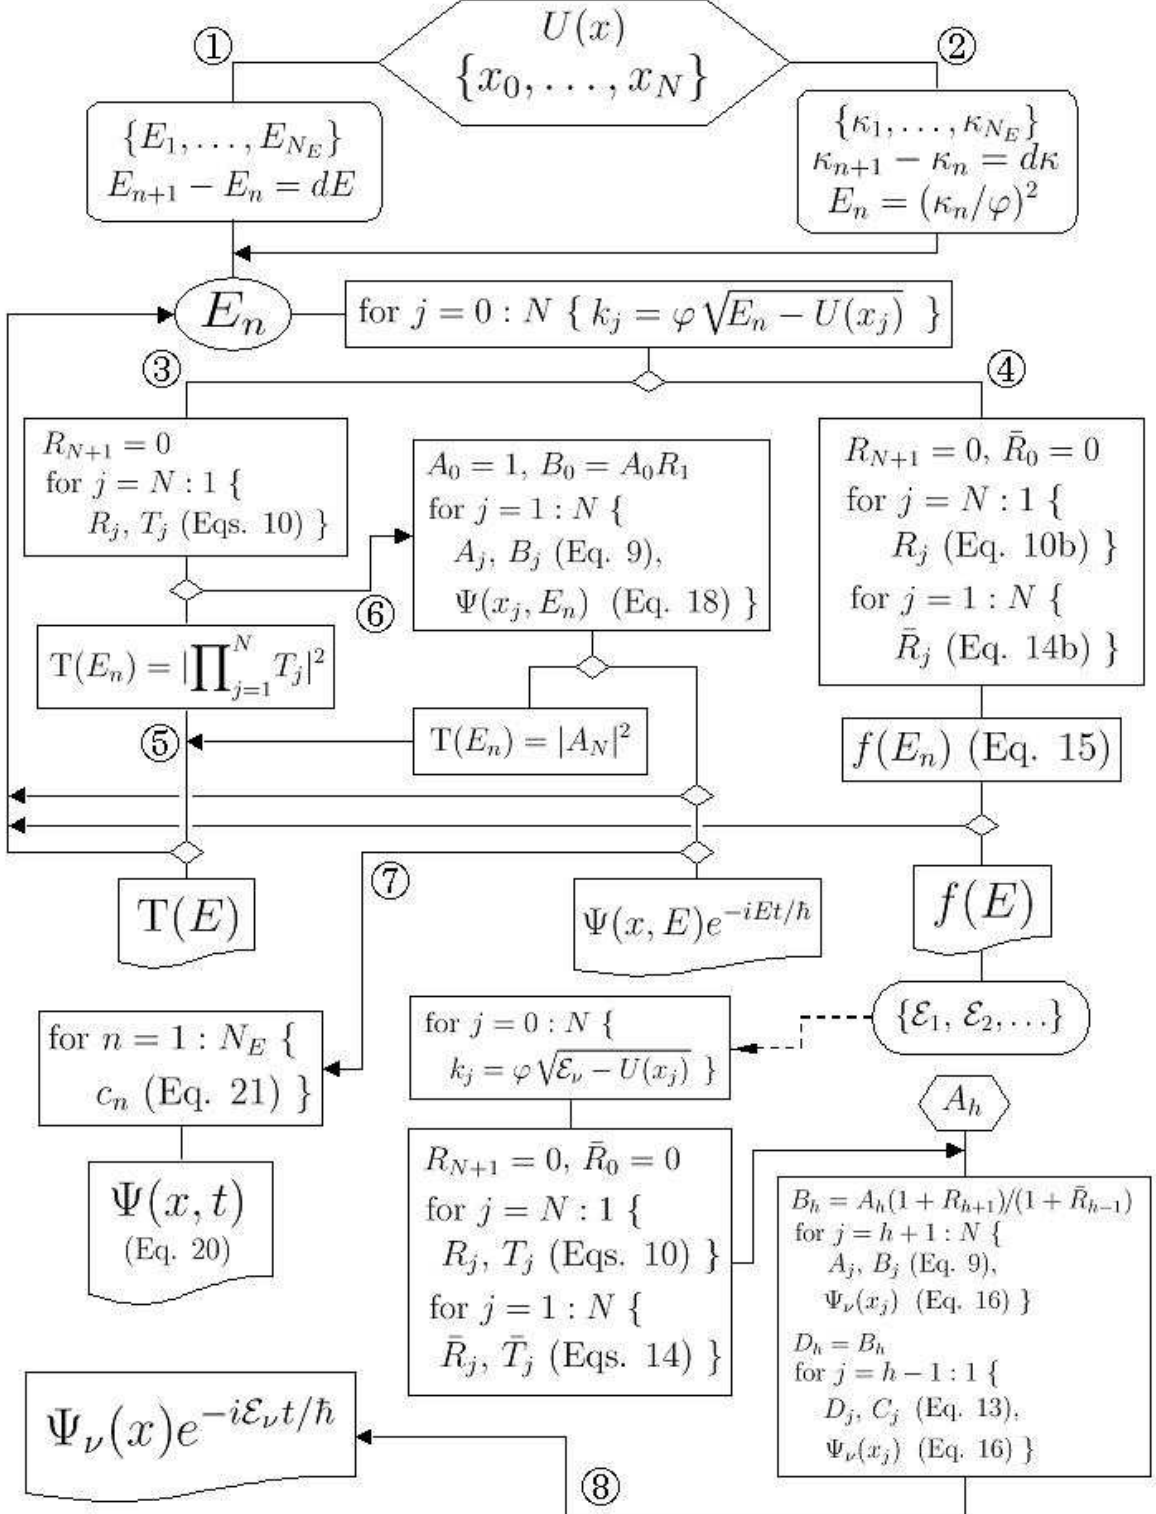 U(x)
{x_0, . . . , x_N}
①
②
{E_1, . . . , E_{N_E}}
E_{n+1} − E_n = dE
{κ_1, . . . , κ_{N_E}}
κ_{n+1} − κ_n = dκ
E_n = (κ_n/φ)^2
E_n
for j = 0 : N { k_j = φ√(E_n − U(x_j)) }
③
④
R_{N+1} = 0
for j = N : 1 {
R_j, T_j (Eqs. 10) }
A_0 = 1, B_0 = A_0R_1
for j = 1 : N {
A_j, B_j (Eq. 9),
Ψ(x_j, E_n) (Eq. 18) }
R_{N+1} = 0, R̄_0 = 0
for j = N : 1 {
R_j (Eq. 10b) }
for j = 1 : N {
R̄_j (Eq. 14b) }
⑥
T(E_n) = |∏_{j=1}^N T_j|^2
⑤
T(E_n) = |A_N|^2
f(E_n) (Eq. 15)
⑦
T(E)
Ψ(x, E)e^{−iEt/ħ}
f(E)
{ℰ_1, ℰ_2, . . .}
for n = 1 : N_E {
c_n (Eq. 21) }
for j = 0 : N {
k_j = φ√(ℰ_ν − U(x_j)) }
A_h
Ψ(x, t)
(Eq. 20)
R_{N+1} = 0, R̄_0 = 0
for j = N : 1 {
R_j, T_j (Eqs. 10) }
for j = 1 : N {
R̄_j, T̄_j (Eqs. 14) }
B_h = A_h(1 + R_{h+1})/(1 + R̄_{h−1})
for j = h + 1 : N {
A_j, B_j (Eq. 9),
Ψ_ν(x_j) (Eq. 16) }
D_h = B_h
for j = h − 1 : 1 {
D_j, C_j (Eq. 13),
Ψ_ν(x_j) (Eq. 16) }
Ψ_ν(x)e^{−iℰ_νt/ħ}
⑧